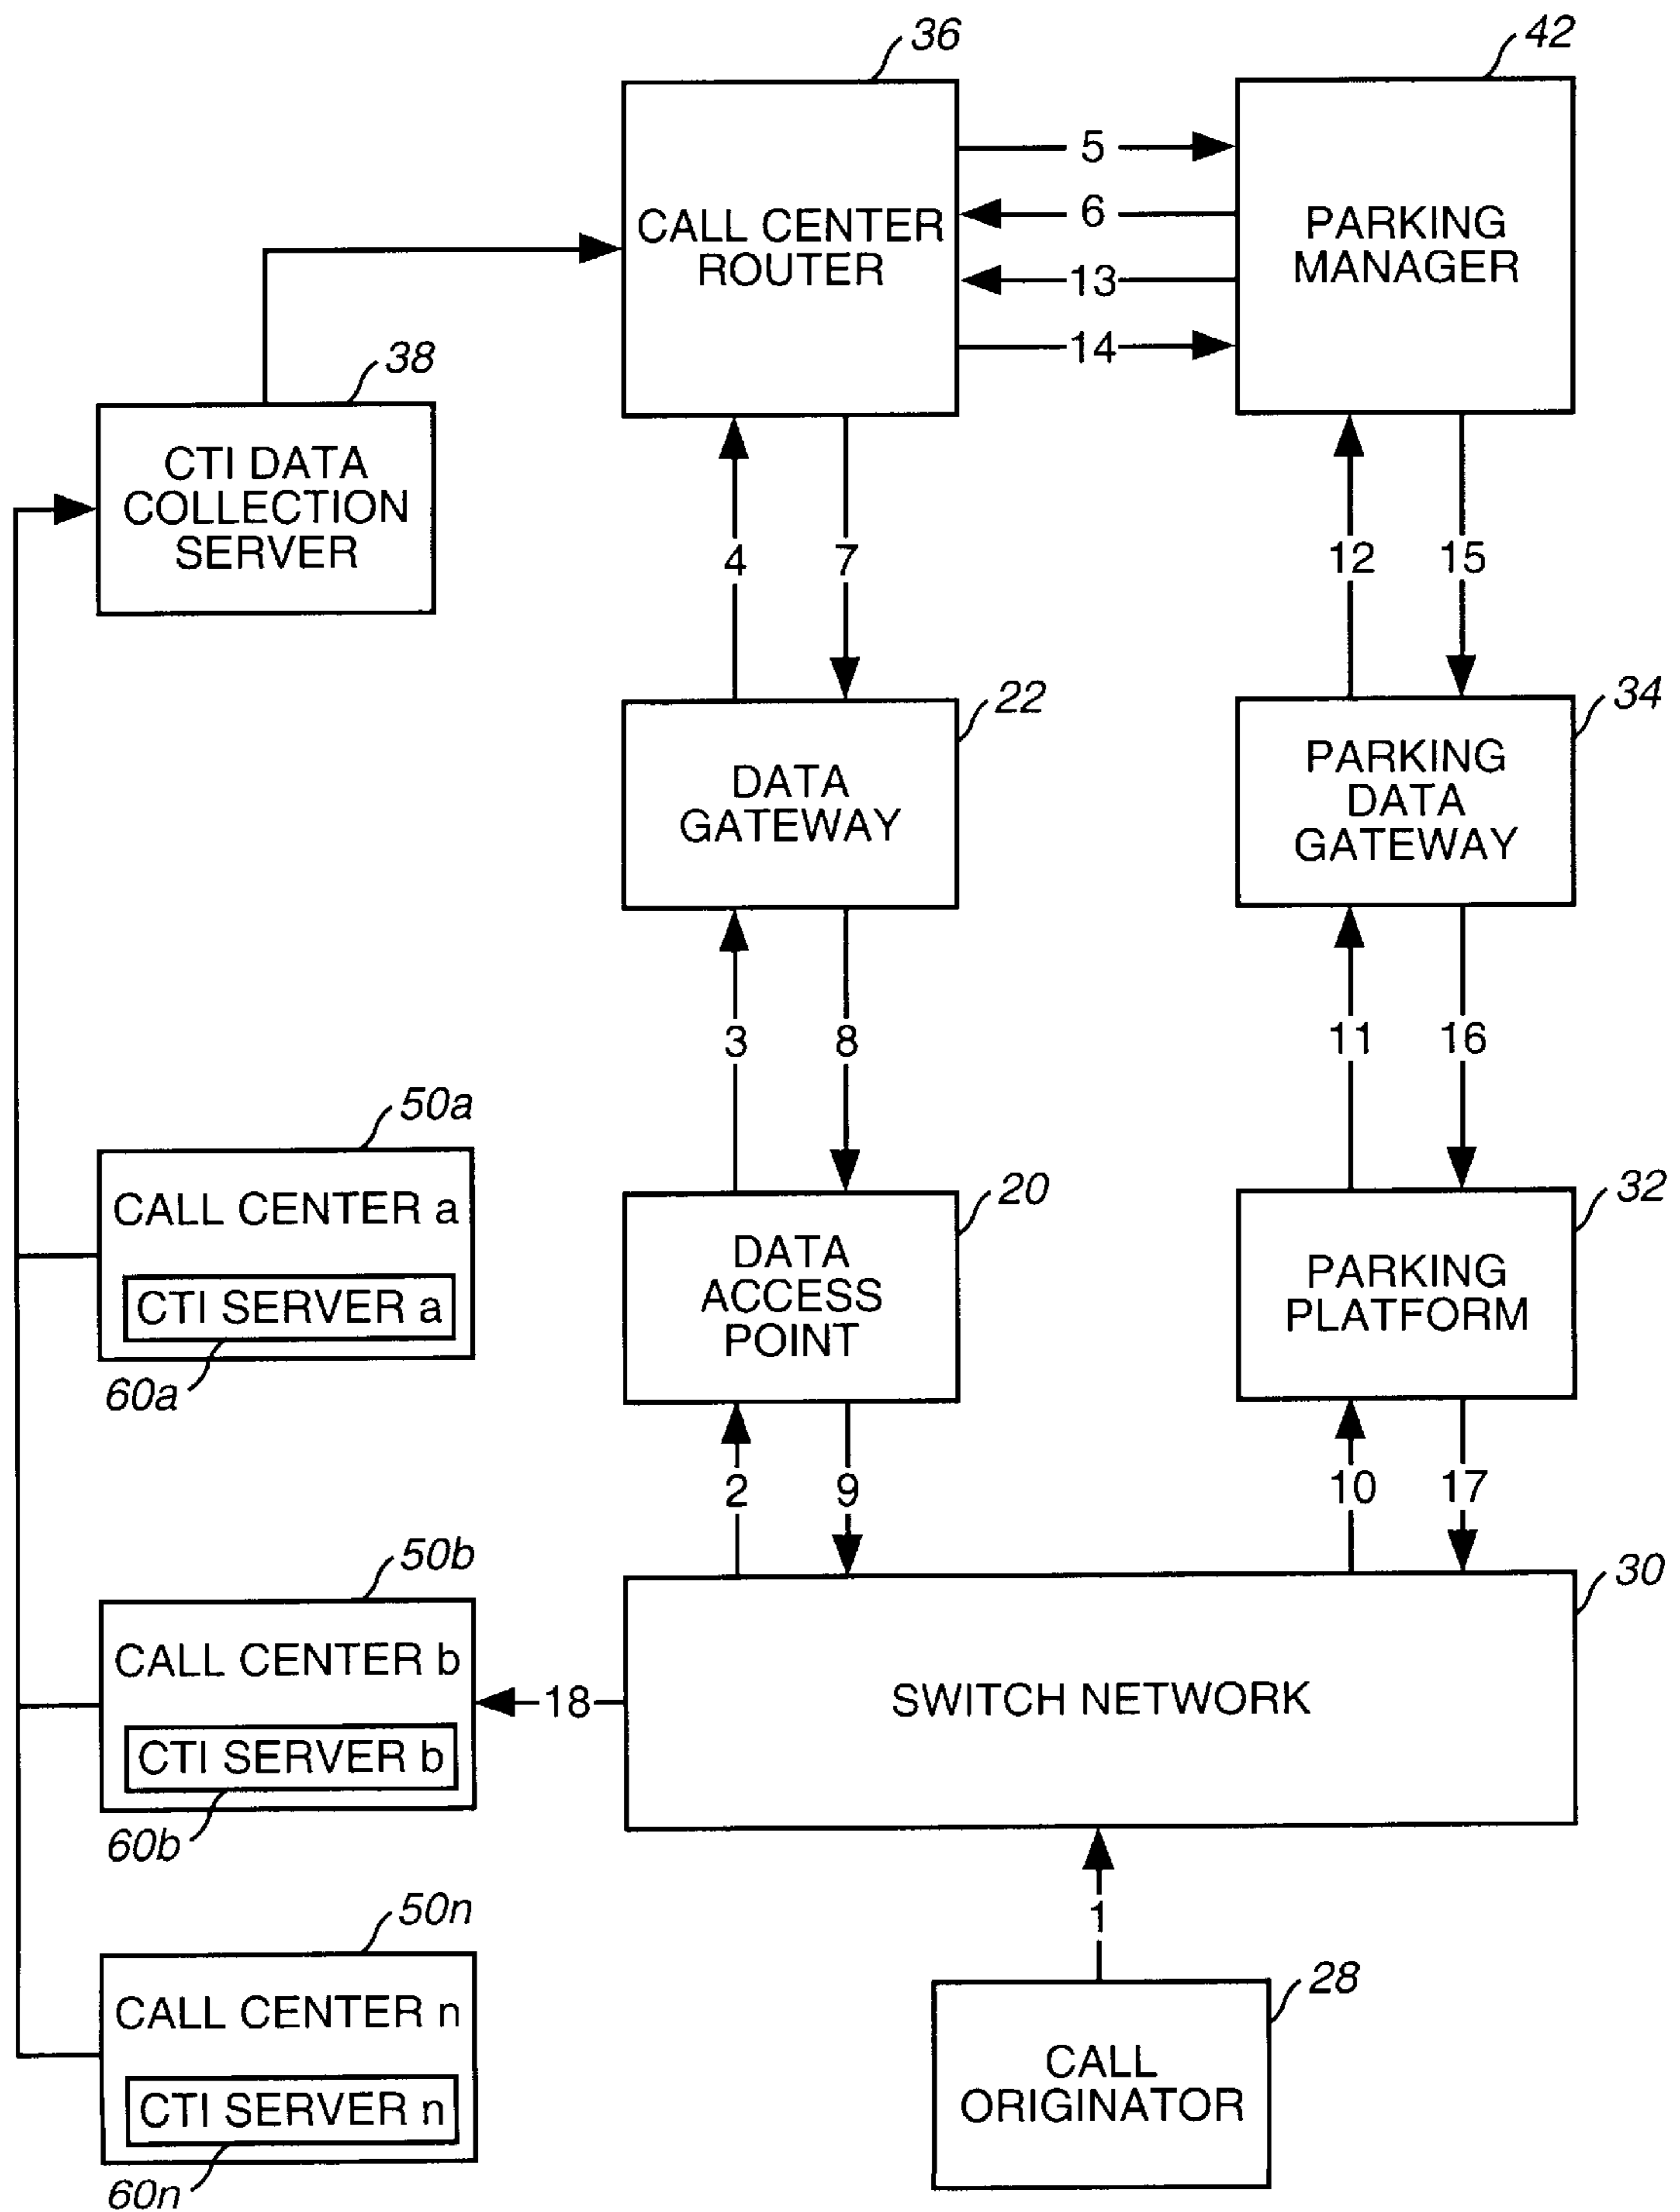 36
42
5
6
13
14
CALL CENTER
ROUTER
PARKING
MANAGER
38
CTI DATA
COLLECTION
SERVER
4
7
12
15
22
34
DATA
GATEWAY
PARKING
DATA
GATEWAY
3
8
11
16
50a
CALL CENTER a
CTI SERVER a
60a
20
32
DATA
ACCESS
POINT
PARKING
PLATFORM
2
9
10
17
50b
CALL CENTER b
CTI SERVER b
60b
18
30
SWITCH NETWORK
1
50n
CALL CENTER n
CTI SERVER n
60n
28
CALL
ORIGINATOR